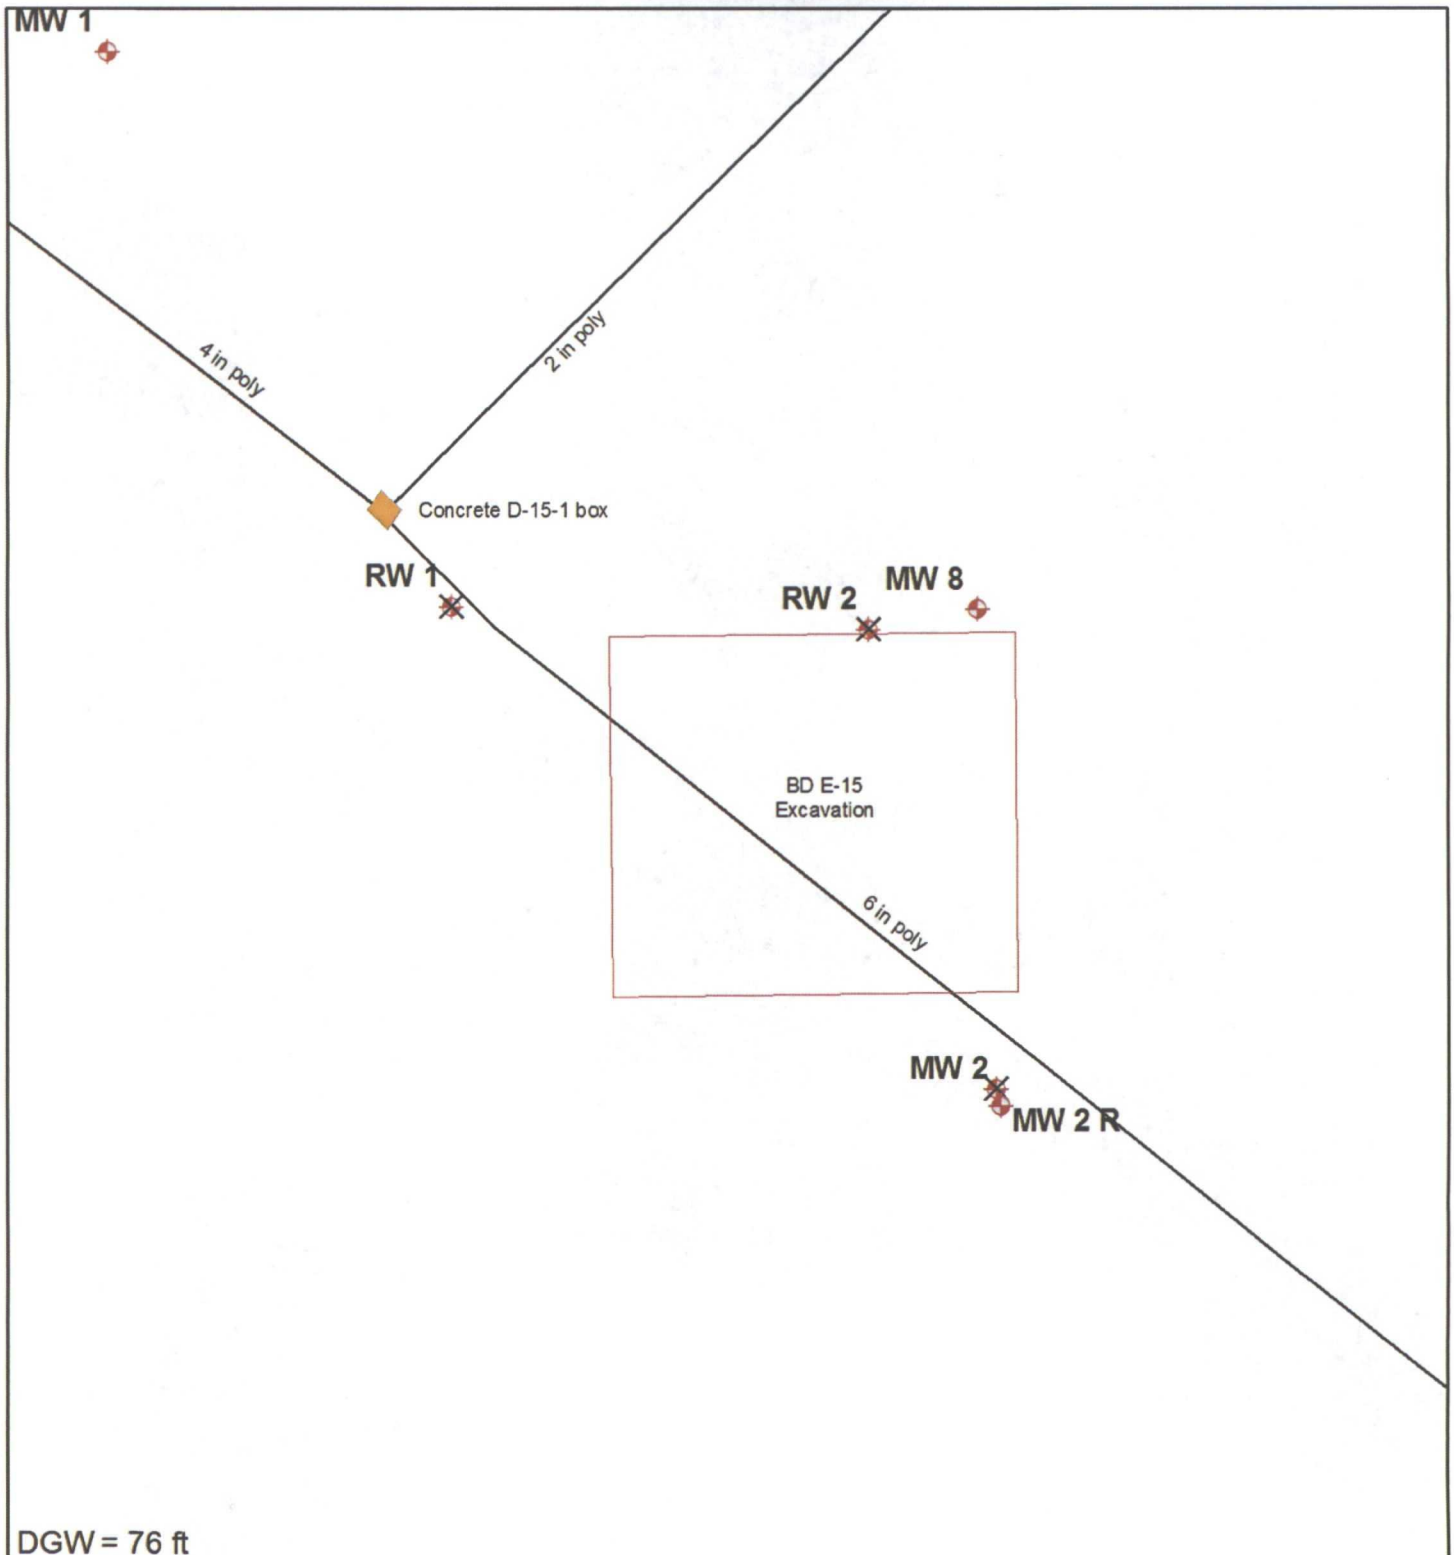 MW 1
4 in poly
2 in poly
Concrete D-15-1 box
RW 1
RW 2
MW 8
BD E-15
Excavation
6 in poly
MW 2
MW 2 R
DGW = 76 ft